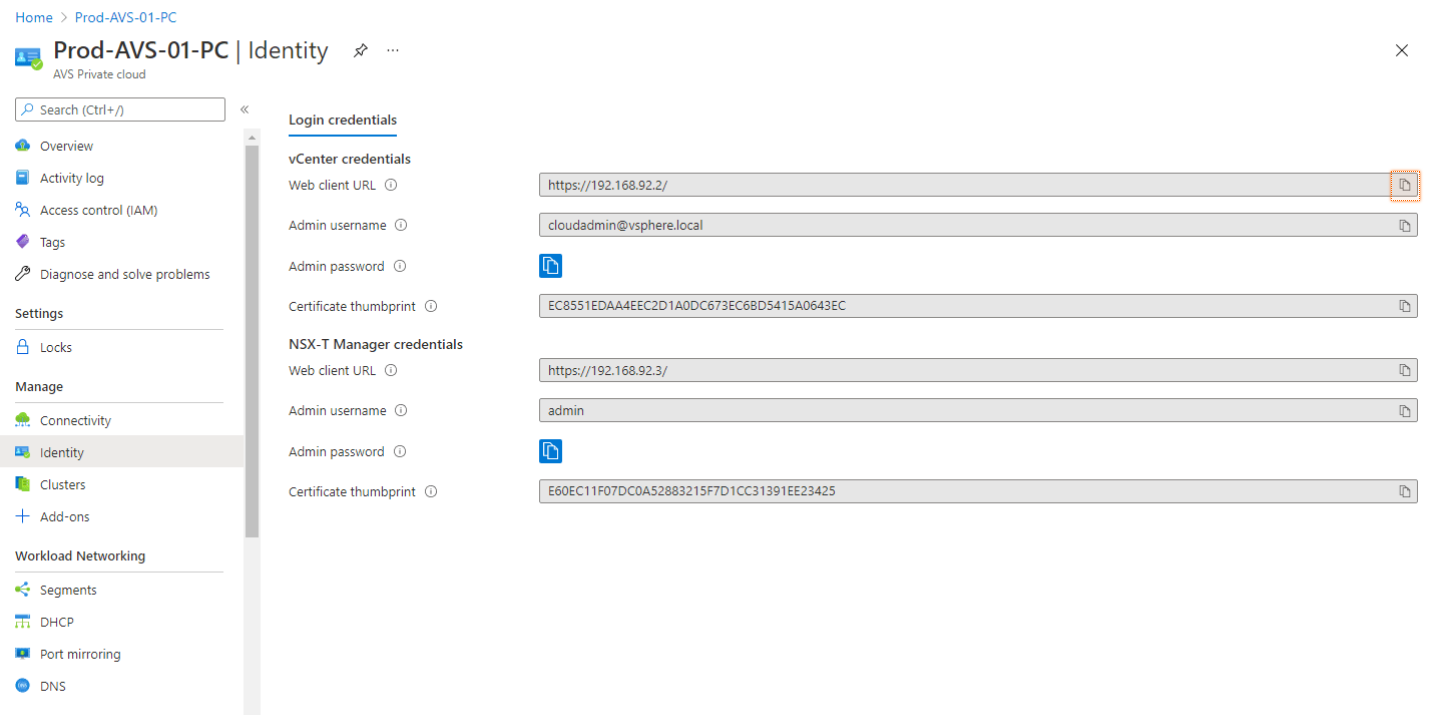 Home > Prod-AVS-01-PC
Prod-AVS-01-PC | Identity ...
AVS Private cloud
Search (Ctrl+/)
«
Overview
Activity log
Access control (IAM)
Tags
Diagnose and solve problems
Settings
Locks
Manage
Connectivity
Identity
Clusters
Add-ons
Workload Networking
Segments
DHCP
Port mirroring
DNS
Login credentials
vCenter credentials
Web client URL https://192.168.92.2/
Admin username cloudadmin@vsphere.local
Admin password
Certificate thumbprint EC8551EDAA4EEC2D1A0DC673EC6BD5415A0643EC
NSX-T Manager credentials
Web client URL https://192.168.92.3/
Admin username admin
Admin password
Certificate thumbprint E60EC11F07DC0A52883215F7D1CC31391EE23425